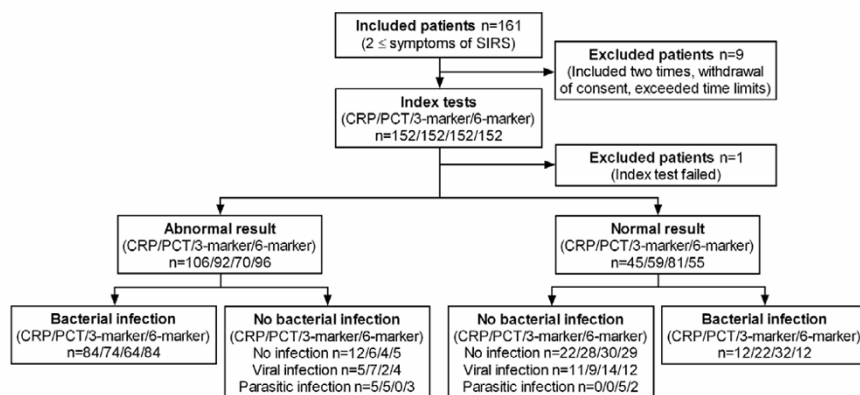 Included patients n=161
(2 ≤ symptoms of SIRS)
Excluded patients n=9
(Included two times, withdrawal
of consent, exceeded time limits)
Index tests
(CRP/PCT/3-marker/6-marker)
n=152/152/152/152
Excluded patients n=1
(Index test failed)
Abnormal result
(CRP/PCT/3-marker/6-marker)
n=106/92/70/96
Normal result
(CRP/PCT/3-marker/6-marker)
n=45/59/81/55
Bacterial infection
(CRP/PCT/3-marker/6-marker)
n=84/74/64/84
No bacterial infection
(CRP/PCT/3-marker/6-marker)
No infection n=12/6/4/5
Viral infection n=5/7/2/4
Parasitic infection n=5/5/0/3
No bacterial infection
(CRP/PCT/3-marker/6-marker)
No infection n=22/28/30/29
Viral infection n=11/9/14/12
Parasitic infection n=0/0/5/2
Bacterial infection
(CRP/PCT/3-marker/6-marker)
n=12/22/32/12